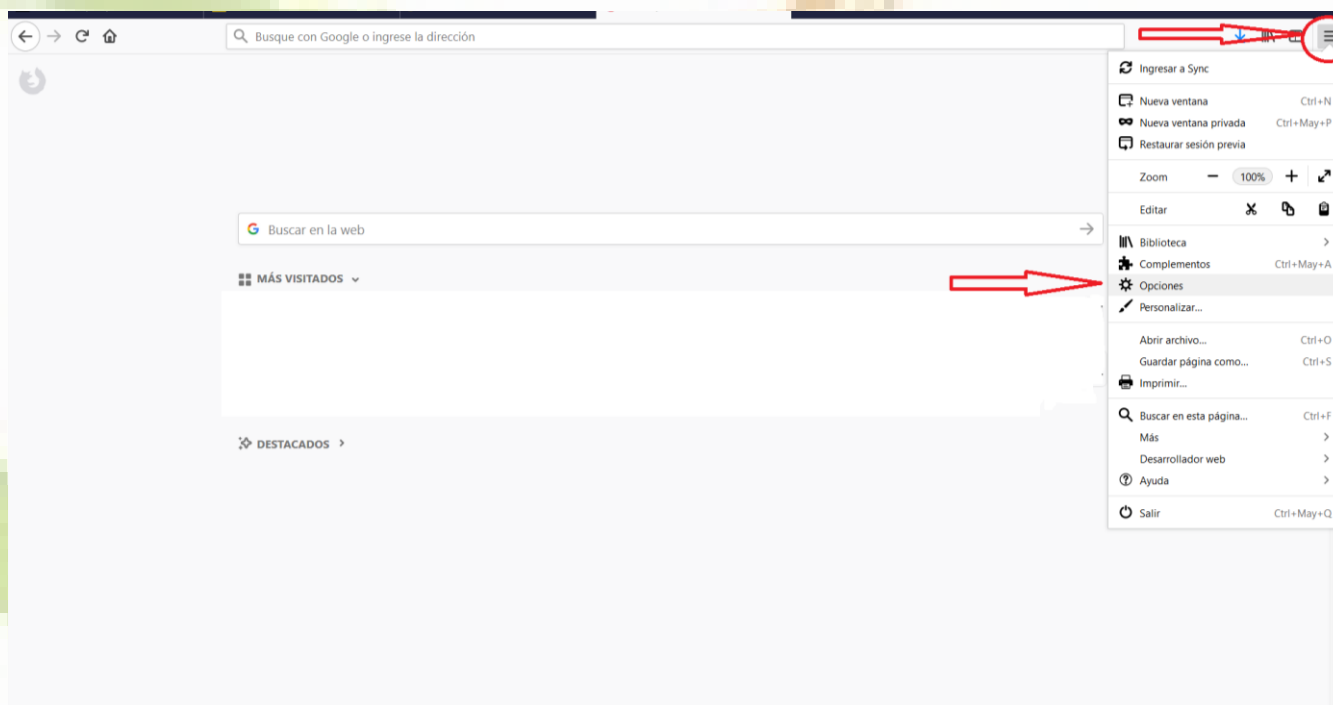 Busque con Google o ingrese la dirección
Ingresar a Sync
Nueva ventana Ctrl+N
Nueva ventana privada Ctrl+May+P
Restaurar sesión previa
Zoom 100%
Editar
Buscar en la web
Biblioteca
Complementos Ctrl+May+A
MÁS VISITADOS
Opciones
Personalizar...
Abrir archivo... Ctrl+O
Guardar página como... Ctrl+S
Imprimir...
Buscar en esta página... Ctrl+F
Más
DESTACADOS
Desarrollador web
Ayuda
Salir Ctrl+May+Q